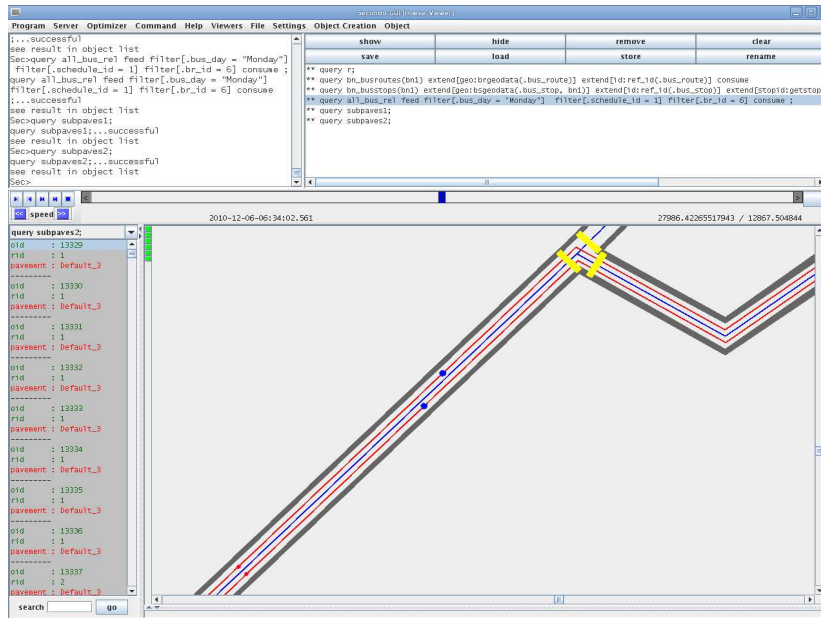 Secondo-GUI (Hoese-Viewer)
Program Server Optimizer Command Help Viewers File Settings Object Creation Object
;...successful
see result in object list
Sec>query all_bus_rel feed filter[.bus_day = "Monday"]
filter[.schedule_id = 1] filter[.br_id = 6] consume ;
query all_bus_rel feed filter[.bus_day = "Monday"]
filter[.schedule_id = 1] filter[.br_id = 6] consume
;...successful
see result in object list
Sec>query subpaves1;
query subpaves1;...successful
see result in object list
Sec>query subpaves2;
query subpaves2;...successful
see result in object list
Sec>
show hide remove clear
save load store rename
** query r;
** query bn_busroutes(bn1) extend[geo:brgeodata(.bus_route)] extend[id:ref_id(.bus_route)] consume
** query bn_busstops(bn1) extend[geo:bsgeodata(.bus_stop, bn1)] extend[id:ref_id(.bus_stop)] extend[stopid:getstop
** query all_bus_rel feed filter[.bus_day = "Monday"] filter[.schedule_id = 1] filter[.br_id = 6] consume ;
** query subpaves1;
** query subpaves2;
<< speed >>
2010-12-06-06:34:02.561
27986.42265517943 / 12867.504844
query subpaves2;
oid : 13329
rid : 1
pavement : Default_3
---------
oid : 13330
rid : 1
pavement : Default_3
---------
oid : 13331
rid : 1
pavement : Default_3
---------
oid : 13332
rid : 1
pavement : Default_3
---------
oid : 13333
rid : 1
pavement : Default_3
---------
oid : 13334
rid : 1
pavement : Default_3
---------
oid : 13335
rid : 1
pavement : Default_3
---------
oid : 13336
rid : 1
pavement : Default_3
---------
oid : 13337
rid : 2
pavement : Default_3
search go